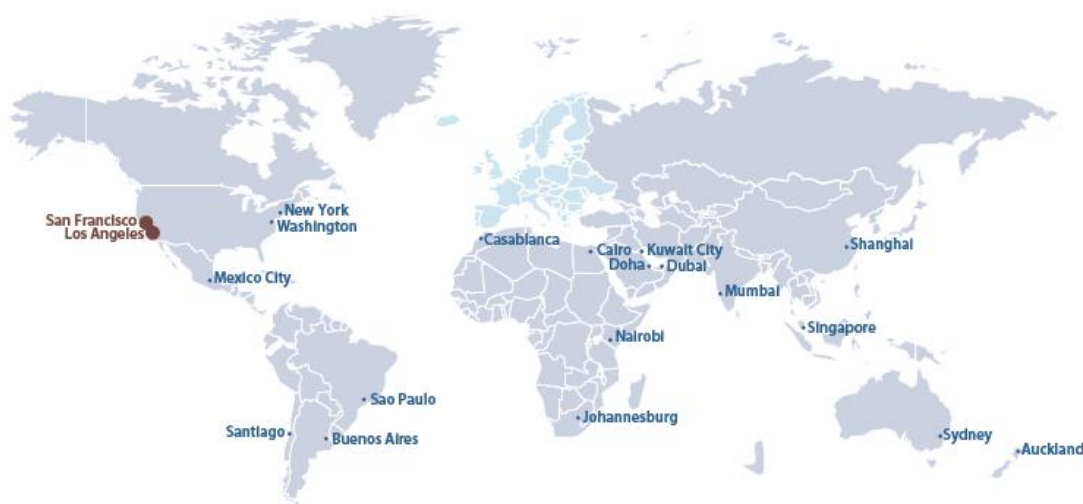 San Francisco
Los Angeles
New York
Washington
Mexico City
Casablanca
Cairo
Kuwait City
Doha
Dubai
Shanghai
Mumbai
Singapore
Nairobi
Sao Paulo
Johannesburg
Santiago
Buenos Aires
Sydney
Auckland